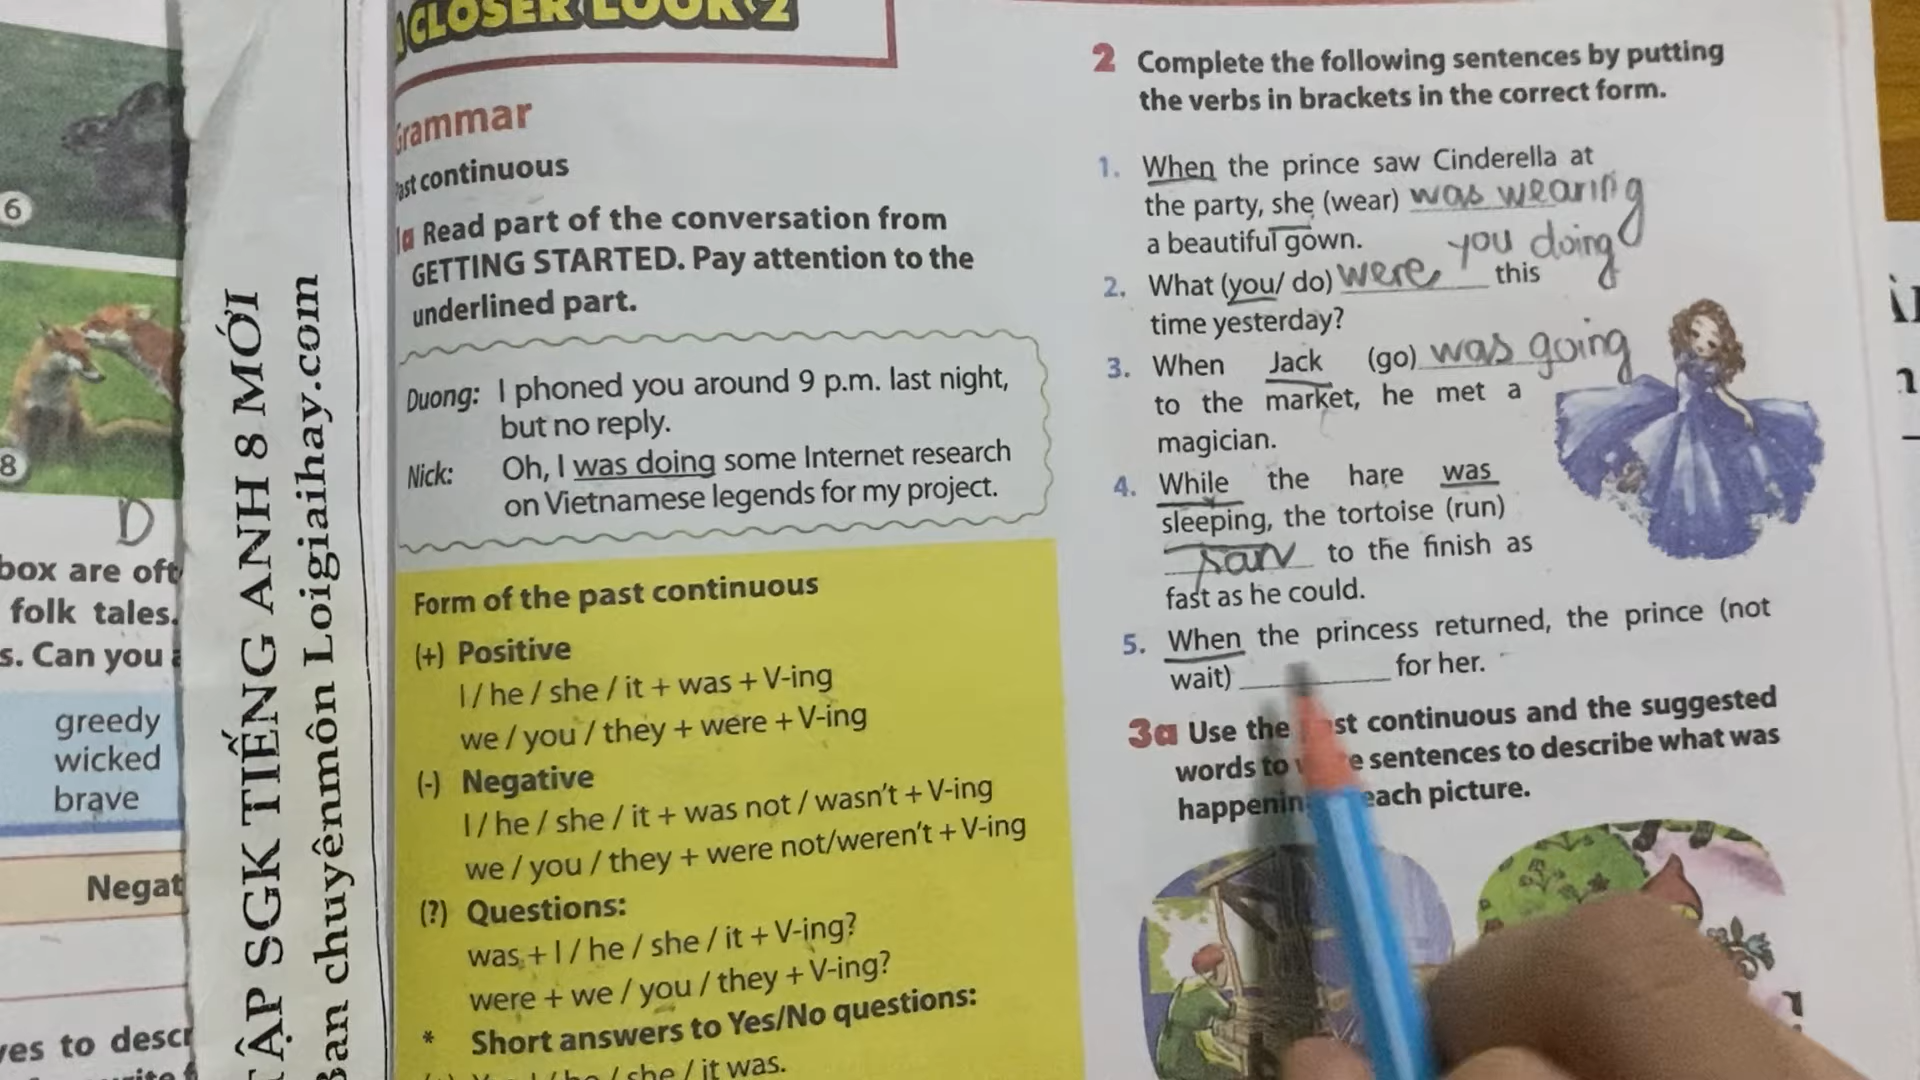 6
8
D
box are oft
folk tales.
s. Can you
greedy
wicked
brave
Negat
yes to descr
TẬP SGK TIẾNG ANH 8 MỚI
Ban chuyênmôn Loigiaihay.com
A CLOSER LOOK 2
Grammar
Past continuous
1a Read part of the conversation from
GETTING STARTED. Pay attention to the
underlined part.
Duong: I phoned you around 9 p.m. last night,
but no reply.
Nick: Oh, I was doing some Internet research
on Vietnamese legends for my project.
Form of the past continuous
(+) Positive
I / he / she / it + was + V-ing
we / you / they + were + V-ing
(-) Negative
I / he / she / it + was not / wasn't + V-ing
we / you / they + were not/weren't + V-ing
(?) Questions:
was + I / he / she / it + V-ing?
were + we / you / they + V-ing?
* Short answers to Yes/No questions:
/ she / it was.
2 Complete the following sentences by putting
the verbs in brackets in the correct form.
1. When the prince saw Cinderella at
the party, she (wear) was wearing
a beautiful gown.
you doing
2. What (you/ do) were this
time yesterday?
3. When Jack (go) was going
to the market, he met a
magician.
4. While the hare was
sleeping, the tortoise (run)
ran to the finish as
fast as he could.
5. When the princess returned, the prince (not
wait) ________ for her.
3a Use the st continuous and the suggested
words to sentences to describe what was
happenin each picture.